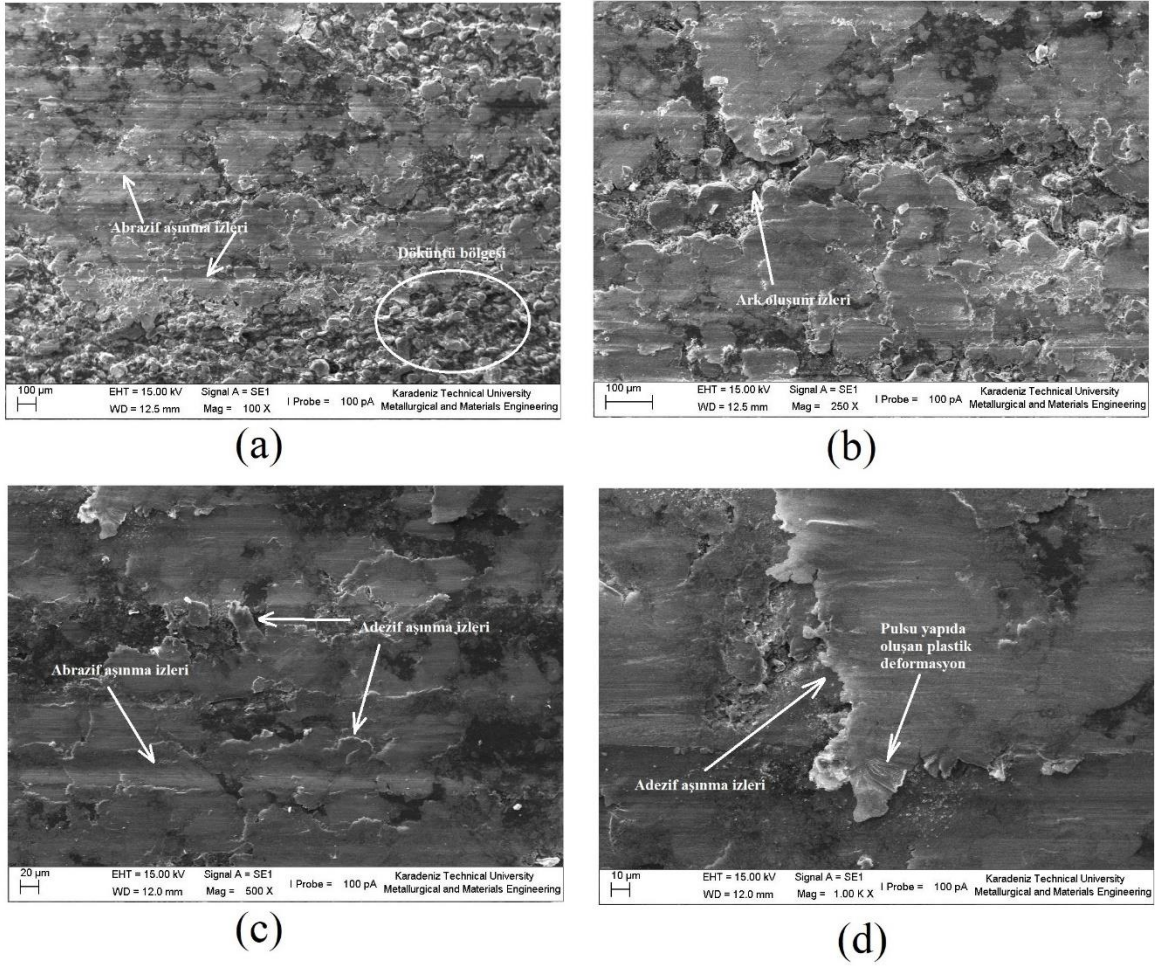 Abrazif aşınma izleri
Döküntü bölgesi
100 µm
EHT = 15.00 kV
Signal A = SE1
I Probe = 100 pA
Karadeniz Technical University
WD = 12.5 mm
Mag = 100 X
Metallurgical and Materials Engineering
(a)
Ark oluşum izleri
100 µm
EHT = 15.00 kV
Signal A = SE1
I Probe = 100 pA
Karadeniz Technical University
WD = 12.5 mm
Mag = 250 X
Metallurgical and Materials Engineering
(b)
Adezif aşınma izleri
Abrazif aşınma izleri
20 µm
EHT = 15.00 kV
Signal A = SE1
I Probe = 100 pA
Karadeniz Technical University
WD = 12.0 mm
Mag = 500 X
Metallurgical and Materials Engineering
(c)
Pulsu yapıda
oluşan plastik
deformasyon
Adezif aşınma izleri
10 µm
EHT = 15.00 kV
Signal A = SE1
I Probe = 100 pA
Karadeniz Technical University
WD = 12.0 mm
Mag = 1.00 K X
Metallurgical and Materials Engineering
(d)